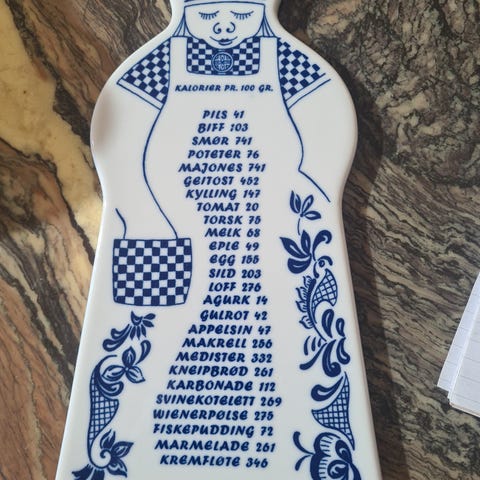 KALORIER PR. 100 GR.
PILS 41
BIFF 103
SMØR 741
POTETER 76
MAJONES 741
GEITOST 452
KYLLING 147
TOMAT 20
TORSK 75
MELK 68
EPLE 49
EGG 155
SILD 203
LOFF 276
AGURK 14
GULROT 42
APPELSIN 47
MAKRELL 256
MEDISTER 332
KNEIPBRØD 261
KARBONADE 112
SVINEKOTELETT 269
WIENERPØLSE 275
FISKEPUDDING 72
MARMELADE 261
KREMFLØTE 346